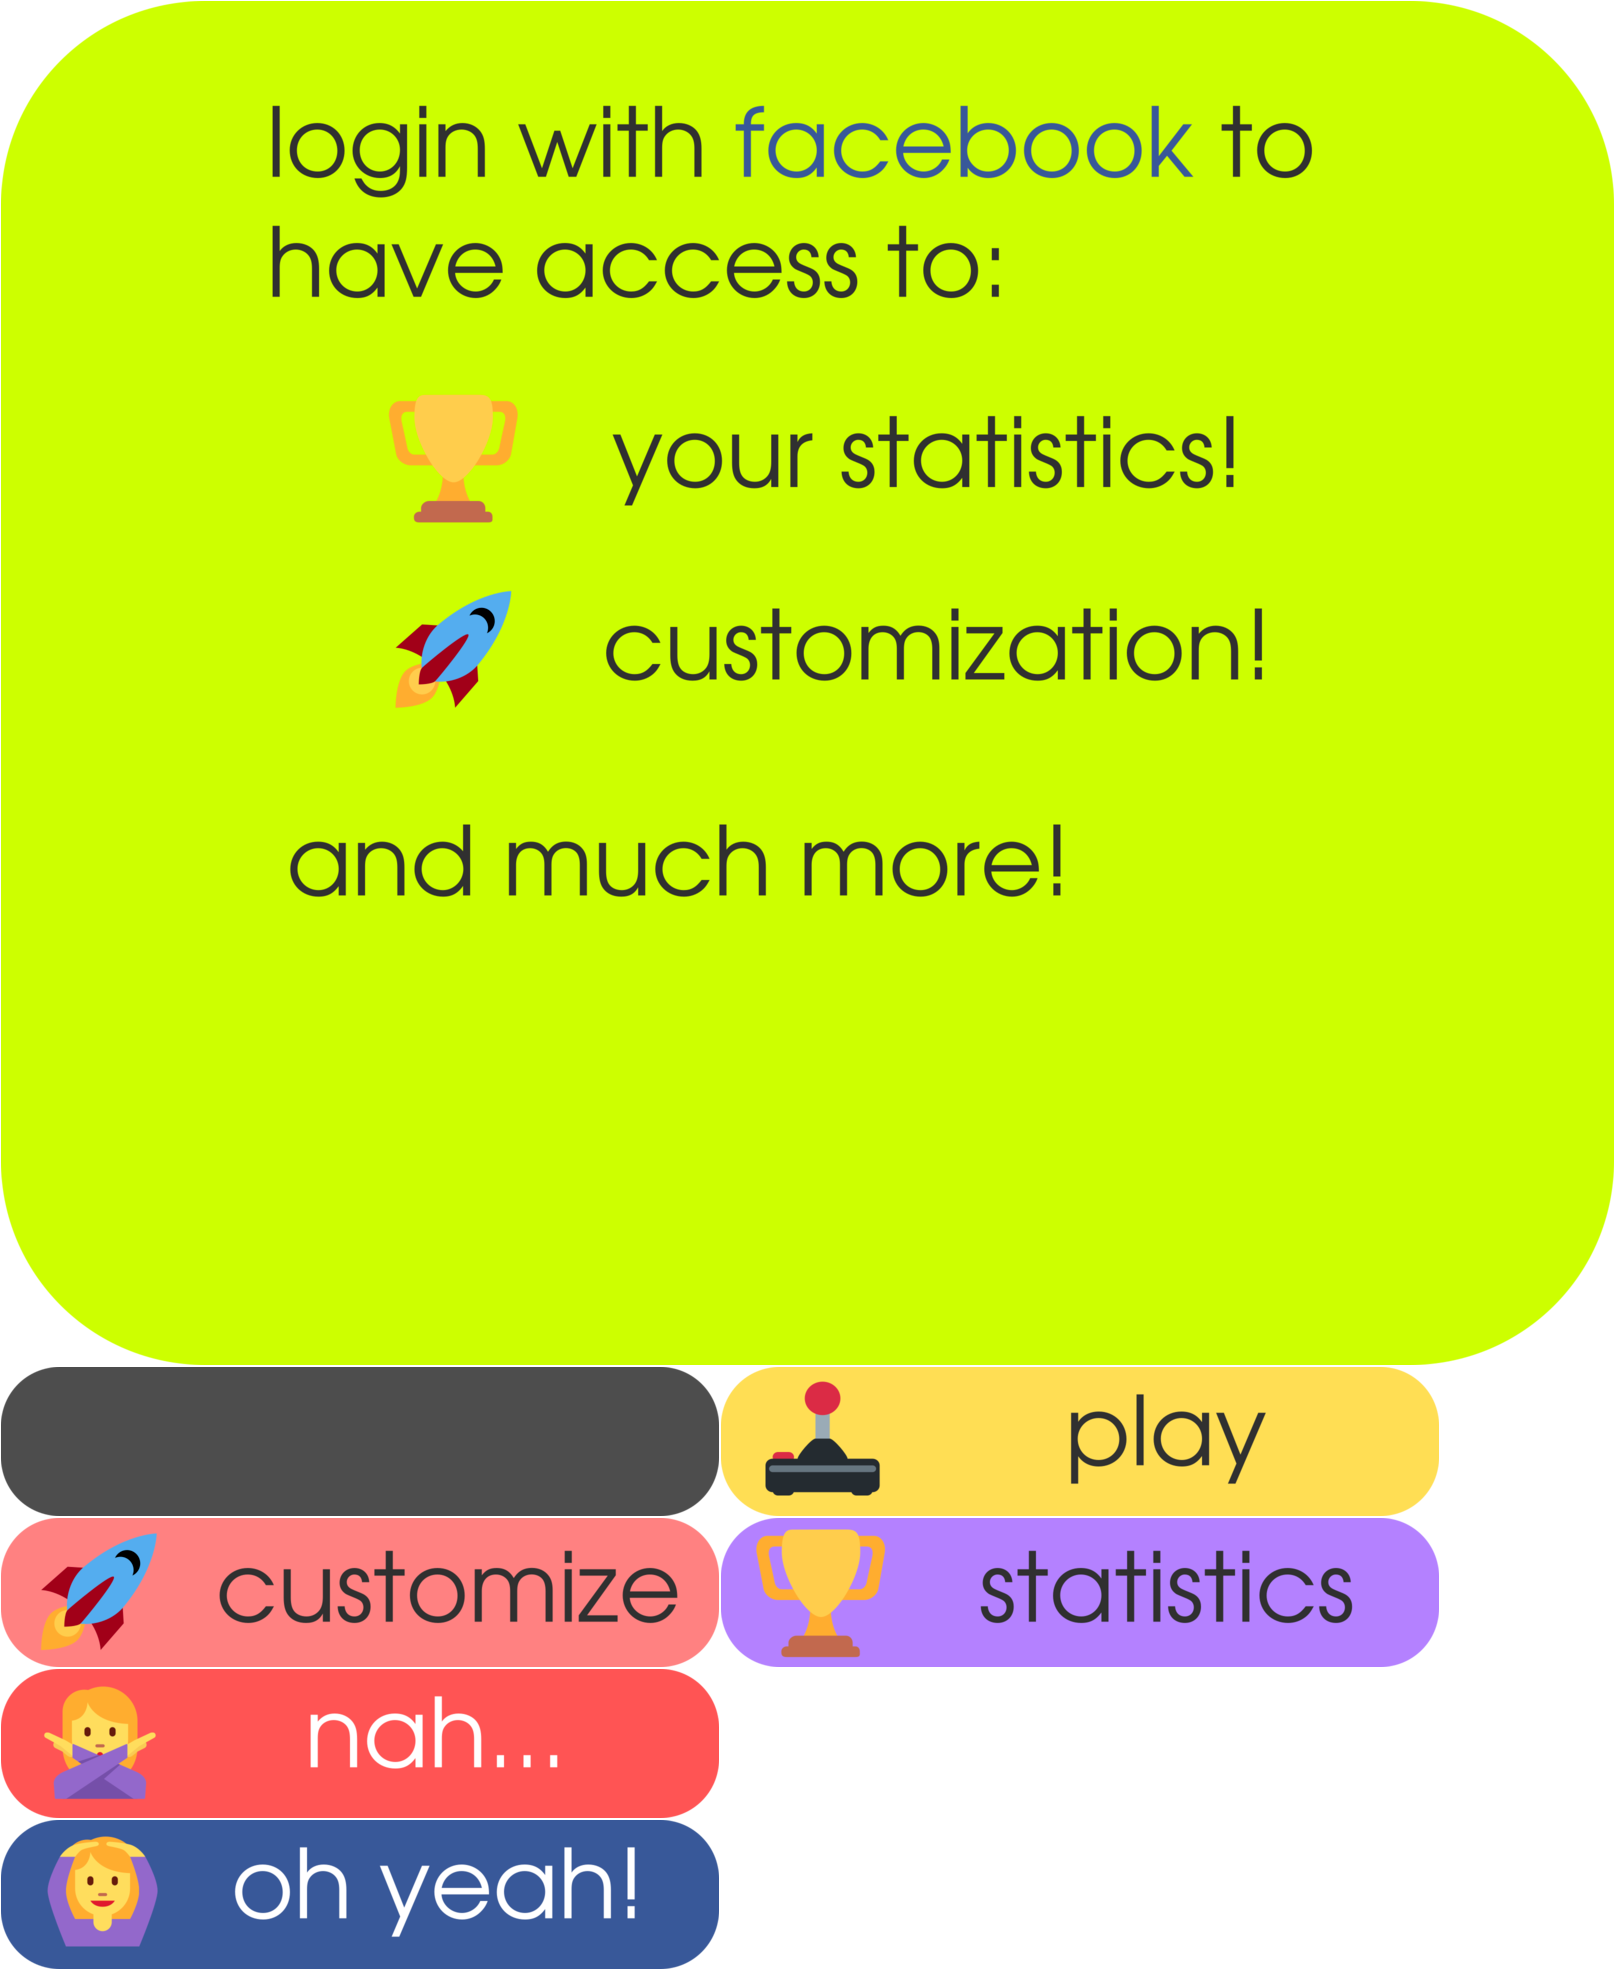 login with facebook to
have access to:
your statistics!
customization!
and much more!
play
customize
statistics
nah...
oh yeah!